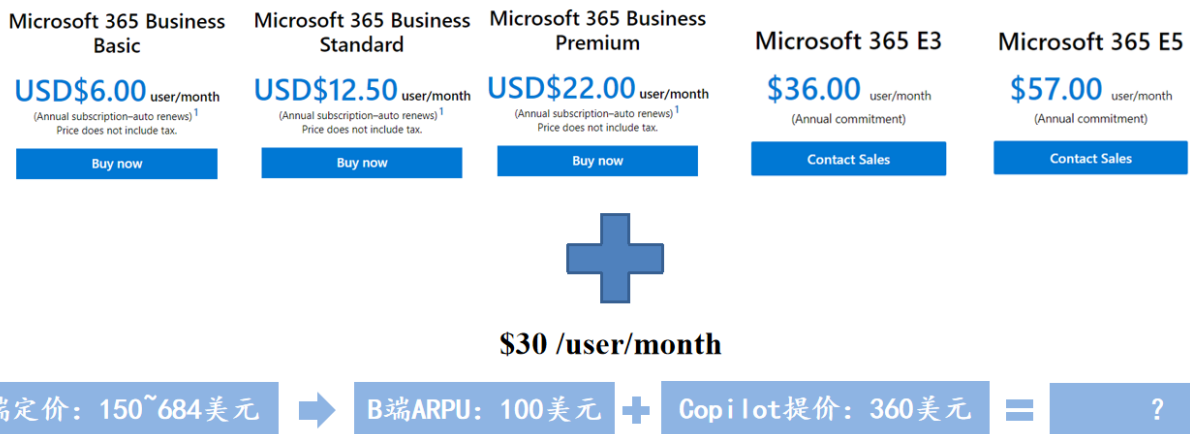 Microsoft 365 Business Basic
USD$6.00 user/month
(Annual subscription–auto renews) 1
Price does not include tax.
Buy now
Microsoft 365 Business Standard
USD$12.50 user/month
(Annual subscription–auto renews) 1
Price does not include tax.
Buy now
Microsoft 365 Business Premium
USD$22.00 user/month
(Annual subscription–auto renews) 1
Price does not include tax.
Buy now
Microsoft 365 E3
$36.00 user/month
(Annual commitment)
Contact Sales
Microsoft 365 E5
$57.00 user/month
(Annual commitment)
Contact Sales
$30 /user/month
端定价：150~684美元
B端ARPU：100美元
Copilot提价：360美元
？